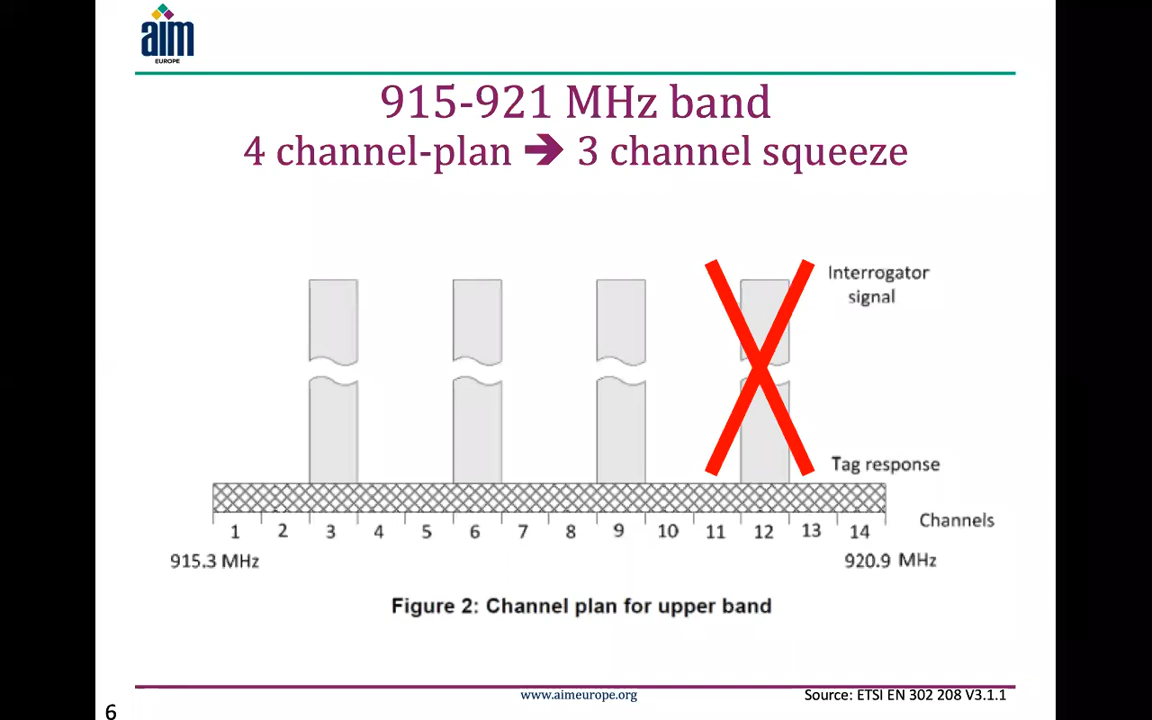 aim
EUROPE
915-921 MHz band
4 channel-plan ➔ 3 channel squeeze
Interrogator
signal
Tag response
Channels
1 2 3 4 5 6 7 8 9 10 11 12 13 14
915.3 MHz 920.9 MHz
Figure 2: Channel plan for upper band
www.aimeurope.org
Source: ETSI EN 302 208 V3.1.1
6